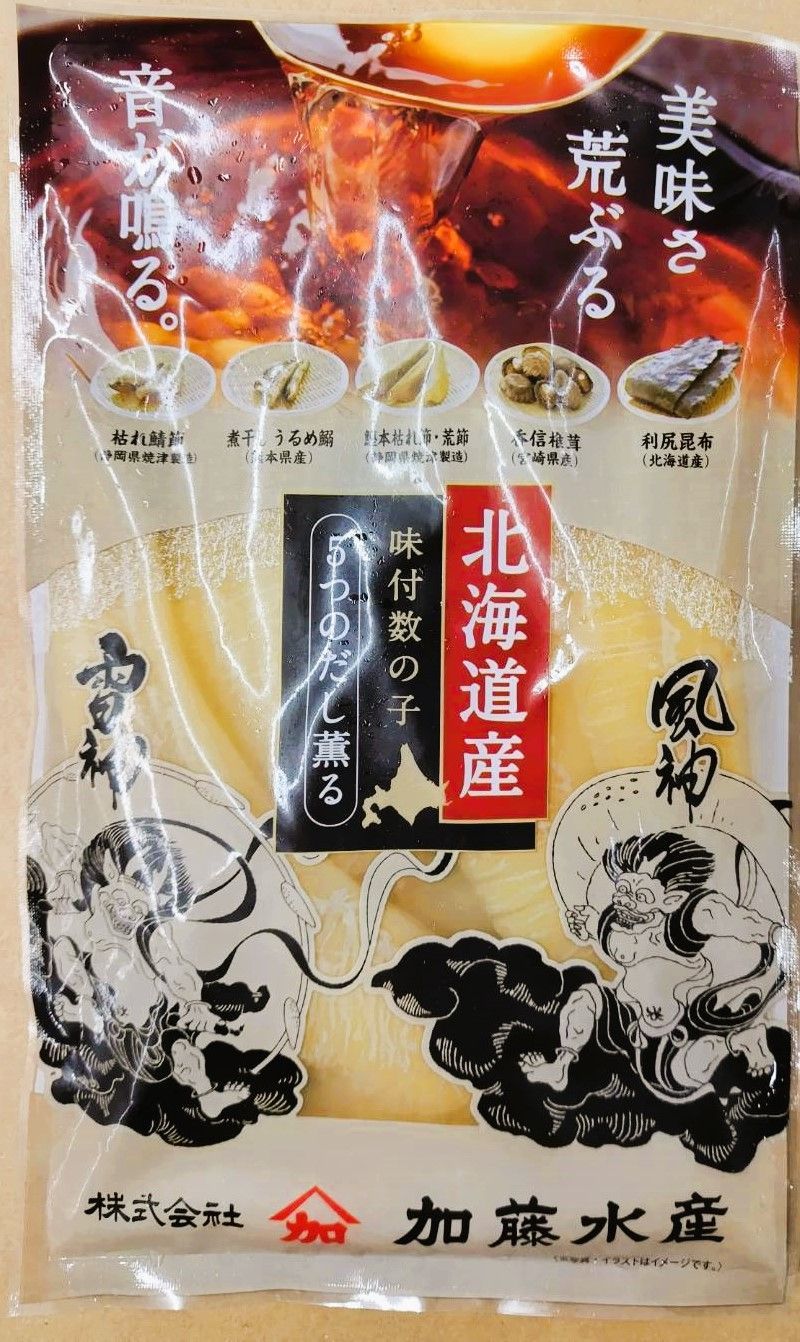 美味さ
荒ぶる
音が鳴る。
枯れ鯖節
(静岡県焼津製造)
煮干しうるめ鰯
(熊本県産)
鰹本枯れ節・荒節
(静岡県焼津製造)
香信椎茸
(宮崎県産)
利尻昆布
(北海道産)
北海道産
味付数の子
5つのだし薫る
風神
雷神
株式会社
加
加藤水産
イラストはイメージです。